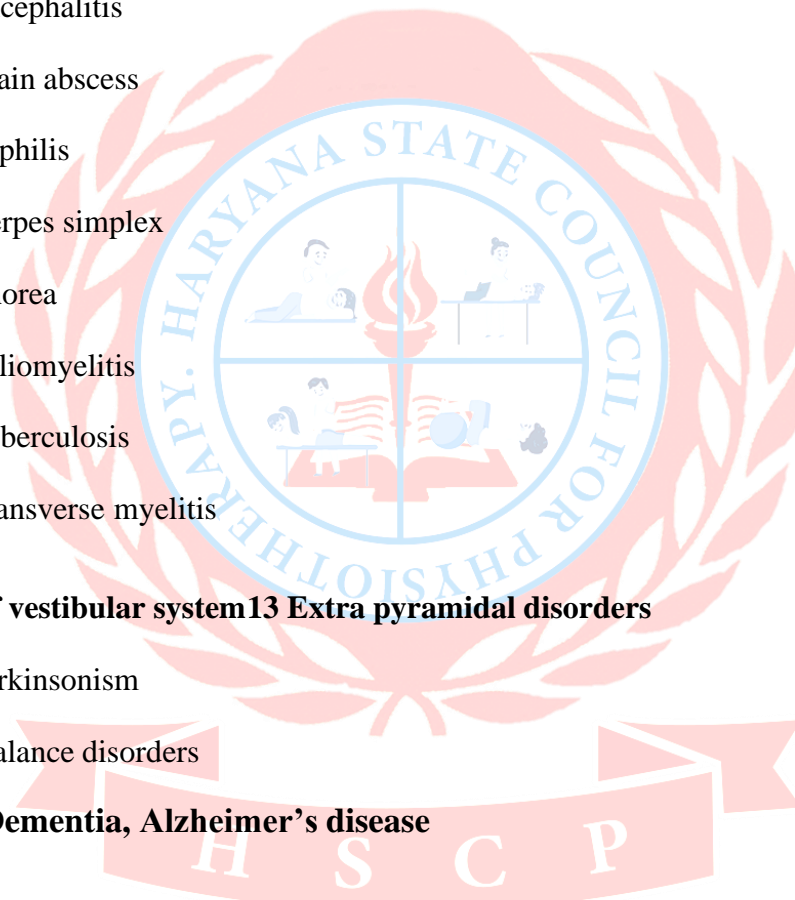 cephalitis
ain abscess
philis
erpes simplex
orea
liomyelitis
berculosis
ansverse myelitis
vestibular system13 Extra pyramidal disorders
rkinsonism
alance disorders
Dementia, Alzheimer’s disease
HARYANA STATE COUNCIL FOR PHYSIOTHERAPY.
H S C P